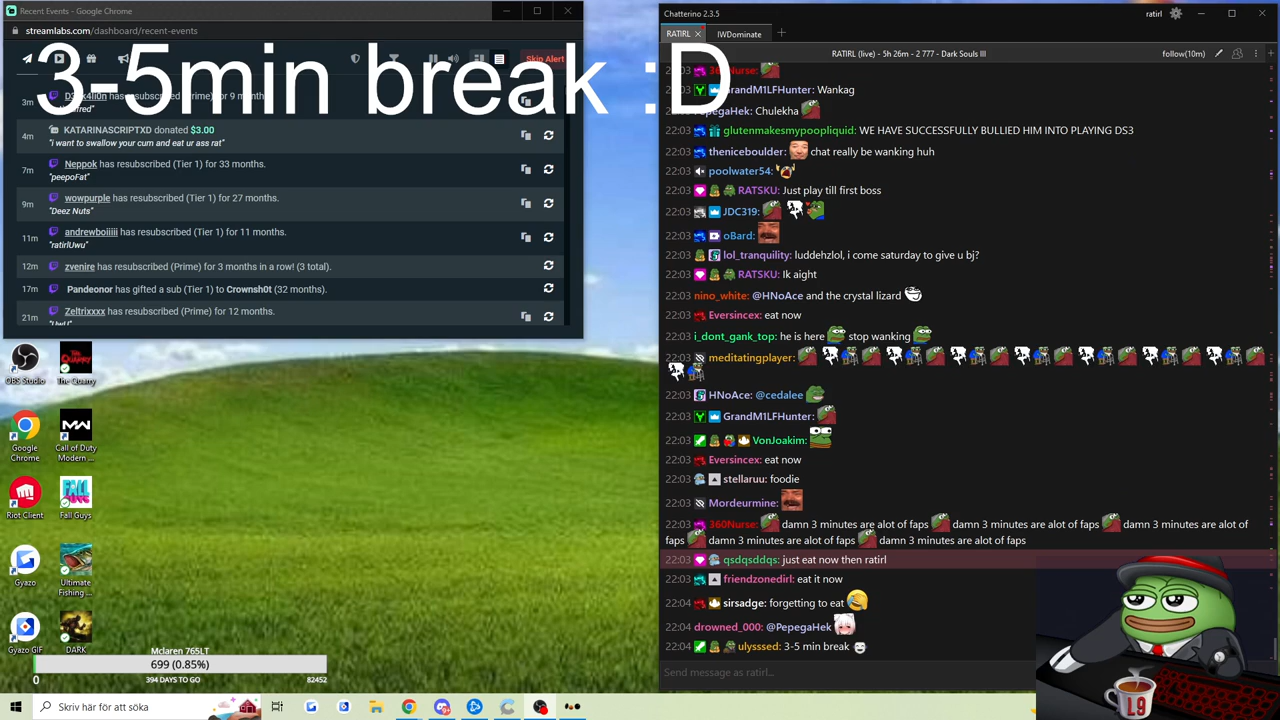 Recent Events - Google Chrome
streamlabs.com/dashboard/recent-events
Skip Alert
3-5min break :D
3m
has resubscribed (Prime) for 9 months.
4m KATARINASCRIPTXD donated $3.00
"i want to swallow your cum and eat ur ass rat"
7m Neppok has resubscribed (Tier 1) for 33 months.
"peepoFat"
9m wowpurple has resubscribed (Tier 1) for 27 months.
"Deez Nuts"
11m andrewboiiiii has resubscribed (Tier 1) for 11 months.
"ratirlUwu"
12m zvenire has resubscribed (Prime) for 3 months in a row! (3 total).
17m Pandeonor has gifted a sub (Tier 1) to Crownsh0t (32 months).
21m Zeltrixxxx has resubscribed (Prime) for 12 months.
"UwU"
OBS Studio
The Quarry
Google Chrome
Call of Duty Modern ...
Riot Client
Fall Guys
Gyazo
Ultimate Fishing ...
Gyazo GIF
DARK
Mclaren 765LT
699 (0.85%)
0 394 DAYS TO GO 82452
Skriv här för att söka
Chatterino 2.3.5
ratirl
RATIRL
IWDominate
RATIRL (live) - 5h 26m - 2 777 - Dark Souls III
follow(10m)
22:03 360Nurse:
22:03 GrandM1LFHunter: Wankag
PepegaHek: Chulekha
22:03 glutenmakesmypoopliquid: WE HAVE SUCCESSFULLY BULLIED HIM INTO PLAYING DS3
22:03 theniceboulder: chat really be wanking huh
22:03 poolwater54:
22:03 RATSKU: Just play till first boss
22:03 JDC319:
22:03 oBard:
22:03 lol_tranquility: luddehzlol, i come saturday to give u bj?
22:03 RATSKU: Ik aight
22:03 nino_white: @HNoAce and the crystal lizard
22:03 Eversincex: eat now
22:03 i_dont_gank_top: he is here stop wanking
22:03 meditatingplayer:
22:03 HNoAce: @cedalee
22:03 GrandM1LFHunter:
22:03 VonJoakim:
22:03 Eversincex: eat now
22:03 stellaruu: foodie
22:03 Mordeurmine:
22:03 360Nurse: damn 3 minutes are alot of faps damn 3 minutes are alot of faps damn 3 minutes are alot of
faps damn 3 minutes are alot of faps damn 3 minutes are alot of faps
22:03 qsdqsddqs: just eat now then ratirl
22:03 friendzonedirl: eat it now
22:04 sirsadge: forgetting to eat
22:04 drowned_000: @PepegaHek
22:04 ulysssed: 3-5 min break
Send message as ratirl...
L9